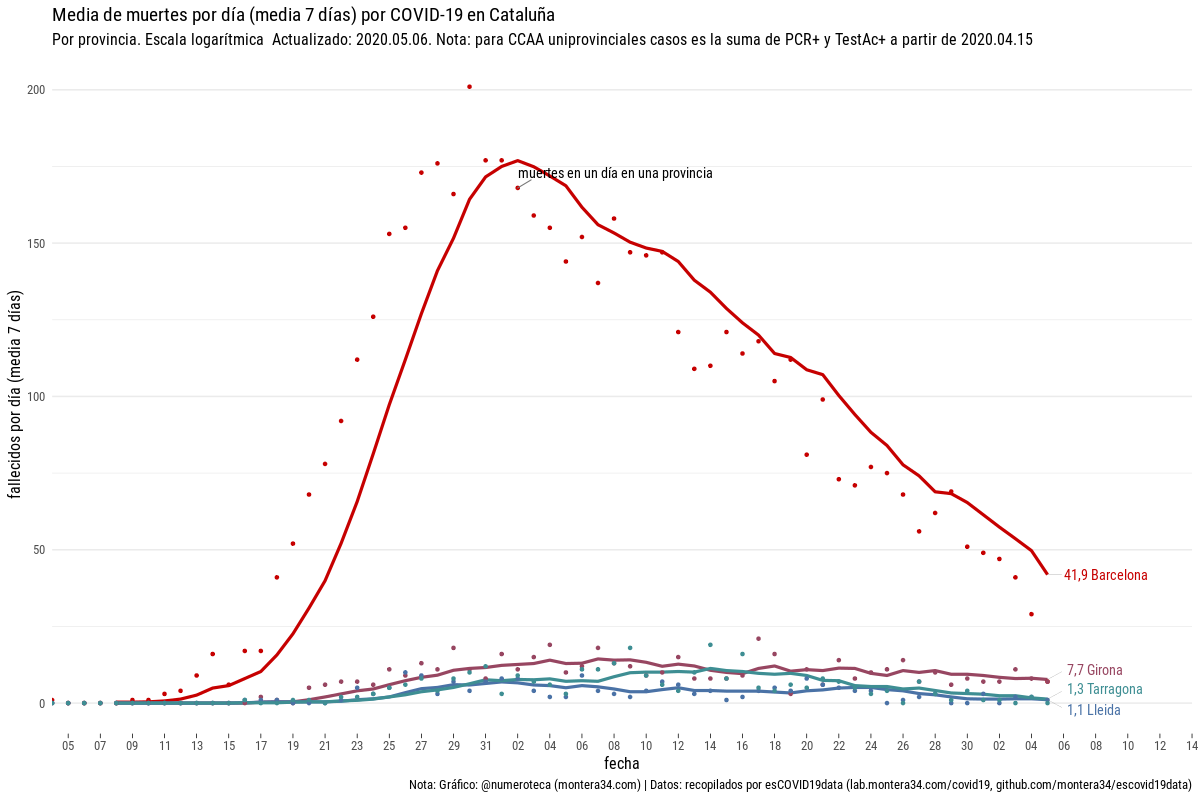 Media de muertes por día (media 7 días) por COVID-19 en Cataluña
Por provincia. Escala logarítmica  Actualizado: 2020.05.06. Nota: para CCAA uniprovinciales casos es la suma de PCR+ y TestAc+ a partir de 2020.04.15
fallecidos por día (media 7 días)
200
150
100
50
0
muertes en un día en una provincia
41,9 Barcelona
7,7 Girona
1,3 Tarragona
1,1 Lleida
05 07 09 11 13 15 17 19 21 23 25 27 29 31 02 04 06 08 10 12 14 16 18 20 22 24 26 28 30 02 04 06 08 10 12 14
fecha
Nota: Gráfico: @numeroteca (montera34.com) | Datos: recopilados por esCOVID19data (lab.montera34.com/covid19, github.com/montera34/escovid19data)